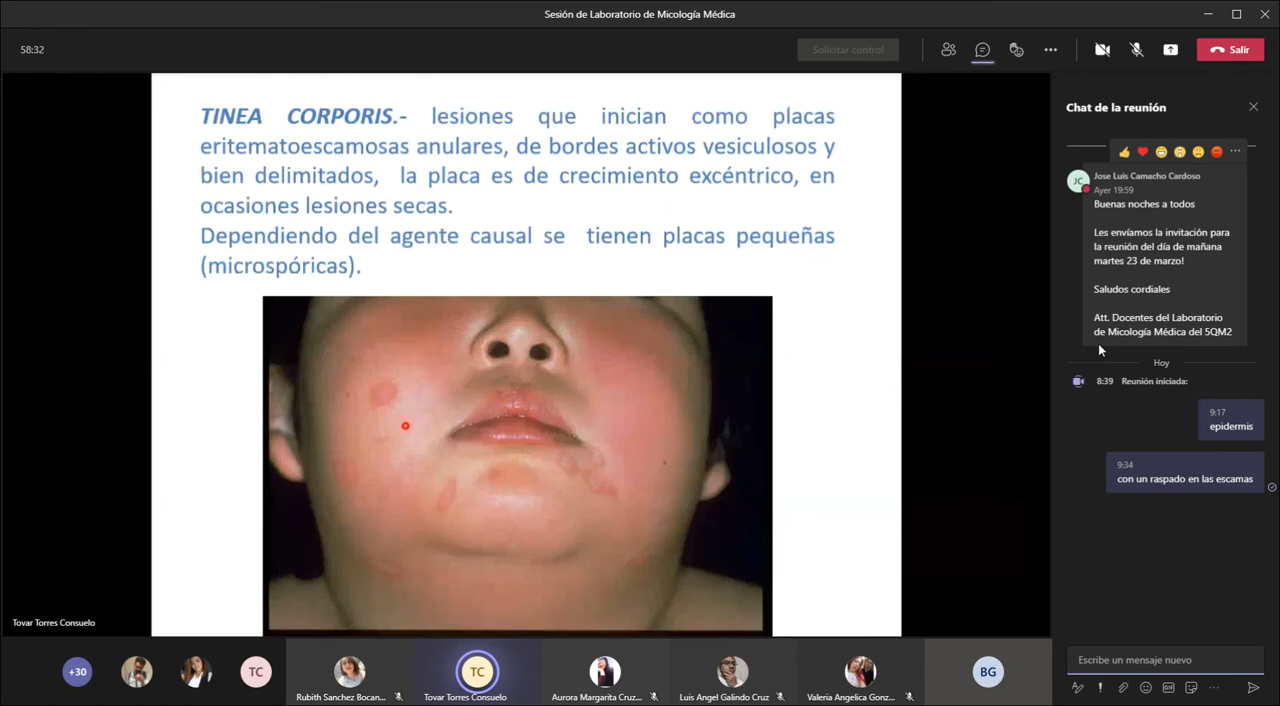 Sesión de Laboratorio de Micología Médica
58:32
Solicitar control
Salir
TINEA CORPORIS.- lesiones que inician como placas
eritematoescamosas anulares, de bordes activos vesiculosos y
bien delimitados, la placa es de crecimiento excéntrico, en
ocasiones lesiones secas.
Dependiendo del agente causal se tienen placas pequeñas
(microspóricas).
Tovar Torres Consuelo
Chat de la reunión
JC
Jose Luis Camacho Cardoso
Ayer 19:59
Buenas noches a todos
Les envíamos la invitación para
la reunión del día de mañana
martes 23 de marzo!
Saludos cordiales
Att. Docentes del Laboratorio
de Micología Médica del 5QM2
Hoy
8:39 Reunión iniciada:
9:17
epidermis
9:34
con un raspado en las escamas
Escribe un mensaje nuevo
GIF
+30
TC
Rubith Sanchez Bocan...
TC
Tovar Torres Consuelo
Aurora Margarita Cruz...
Luis Angel Galindo Cruz
Valeria Angelica Gonz...
BG